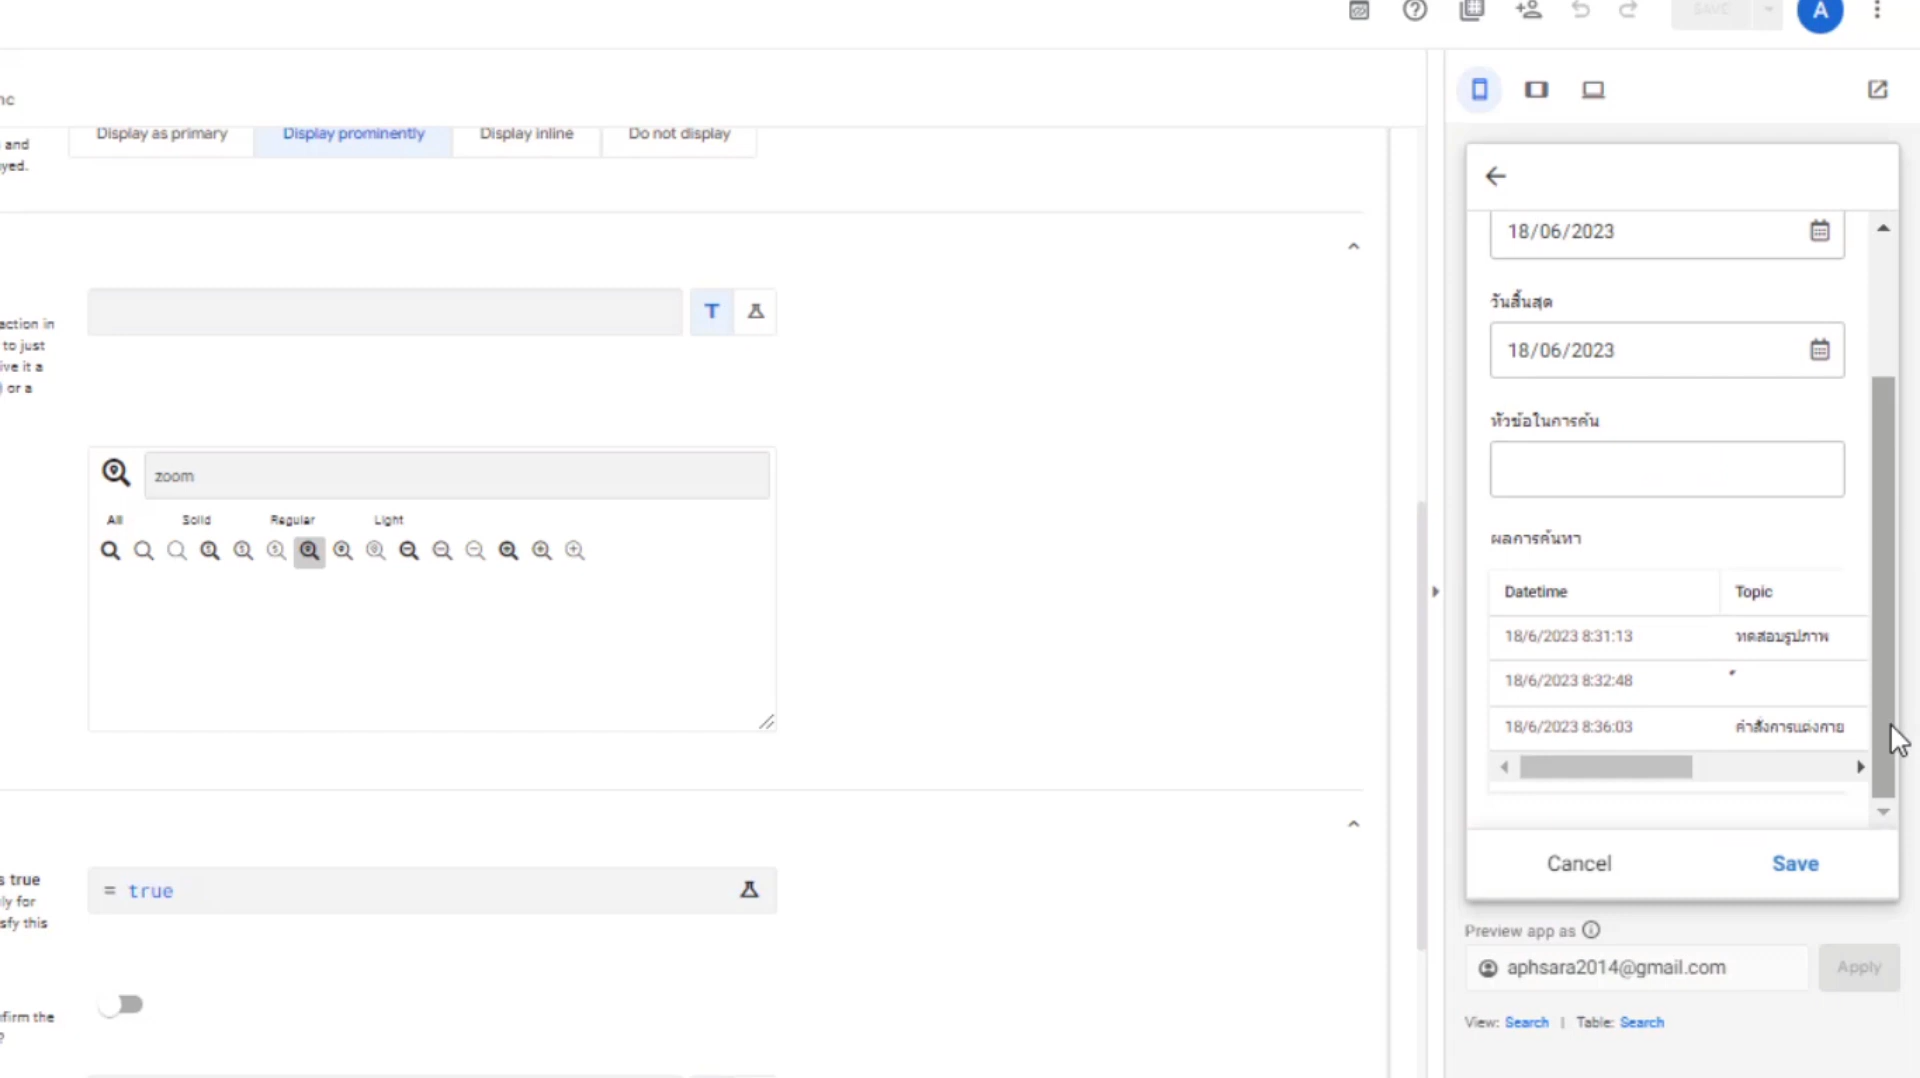 SAVE
A
nc
Display as primary Display prominently Display inline Do not display
and
yed.
action in
to just
ive it a
) or a
T
zoom
All Solid Regular Light
s true
ly for
sfy this
= true
firm the
?
18/06/2023
วันสิ้นสุด
18/06/2023
หัวข้อในการค้น
ผลการค้นหา
Datetime Topic
18/6/2023 8:31:13 ทดสอบรูปภาพ
18/6/2023 8:32:48
18/6/2023 8:36:03 คำสั่งการแต่งกาย
Cancel Save
Preview app as
aphsara2014@gmail.com Apply
View: Search | Table: Search